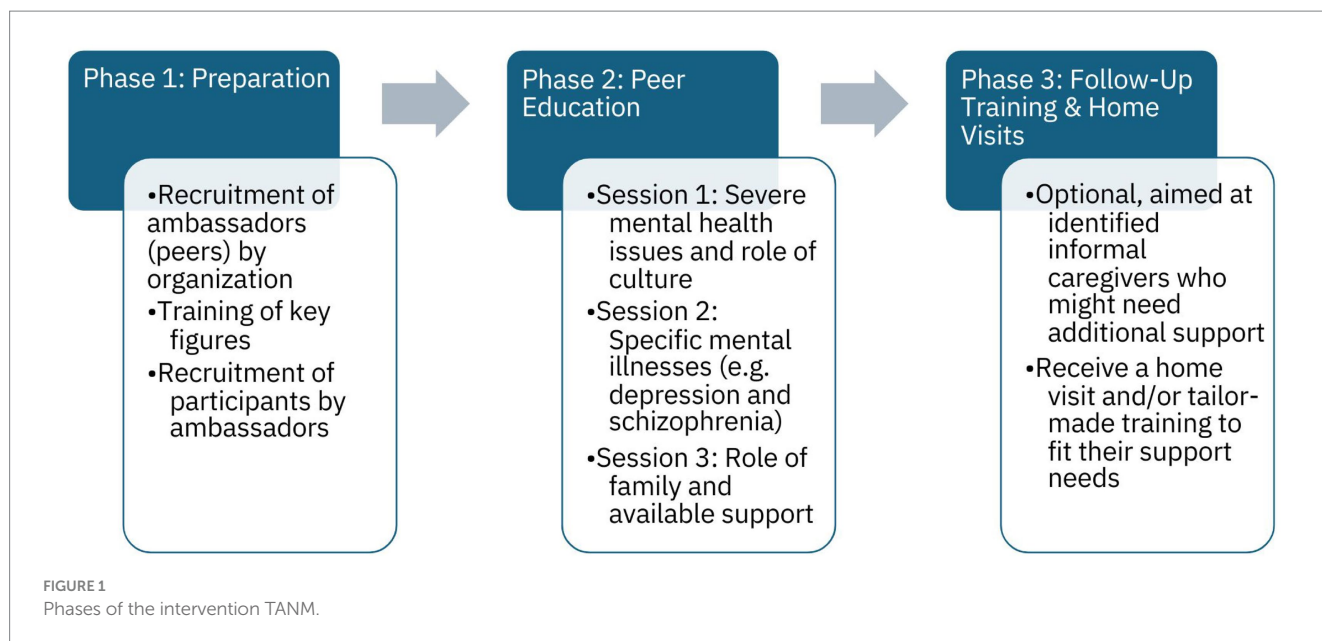 Phase 1: Preparation
•Recruitment of
ambassadors
(peers) by
organization
•Training of key
figures
•Recruitment of
participants by
ambassadors
Phase 2: Peer
Education
•Session 1: Severe
mental health
issues and role of
culture
•Session 2:
Specific mental
illnesses (e.g.
depression and
schizophrenia)
•Session 3: Role of
family and
available support
Phase 3: Follow-Up
Training & Home
Visits
•Optional, aimed at
identified
informal
caregivers who
might need
additional support
•Receive a home
visit and/or tailor-
made training to
fit their support
needs
FIGURE 1
Phases of the intervention TANM.